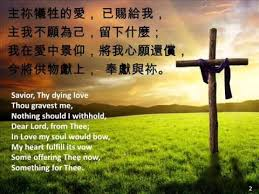 主祢犧牲的愛， 已賜給我，
主我不願為己，留下什麼；
我在愛中景仰，將我心願還償，
今將供物獻上， 奉獻與祢。
Savior, Thy dying love
Thou gravest me,
Nothing should I withhold,
Dear Lord, from Thee;
In Love my soul would bow,
My heart fulfill its vow
Some offering Thee now,
Something for Thee.
2